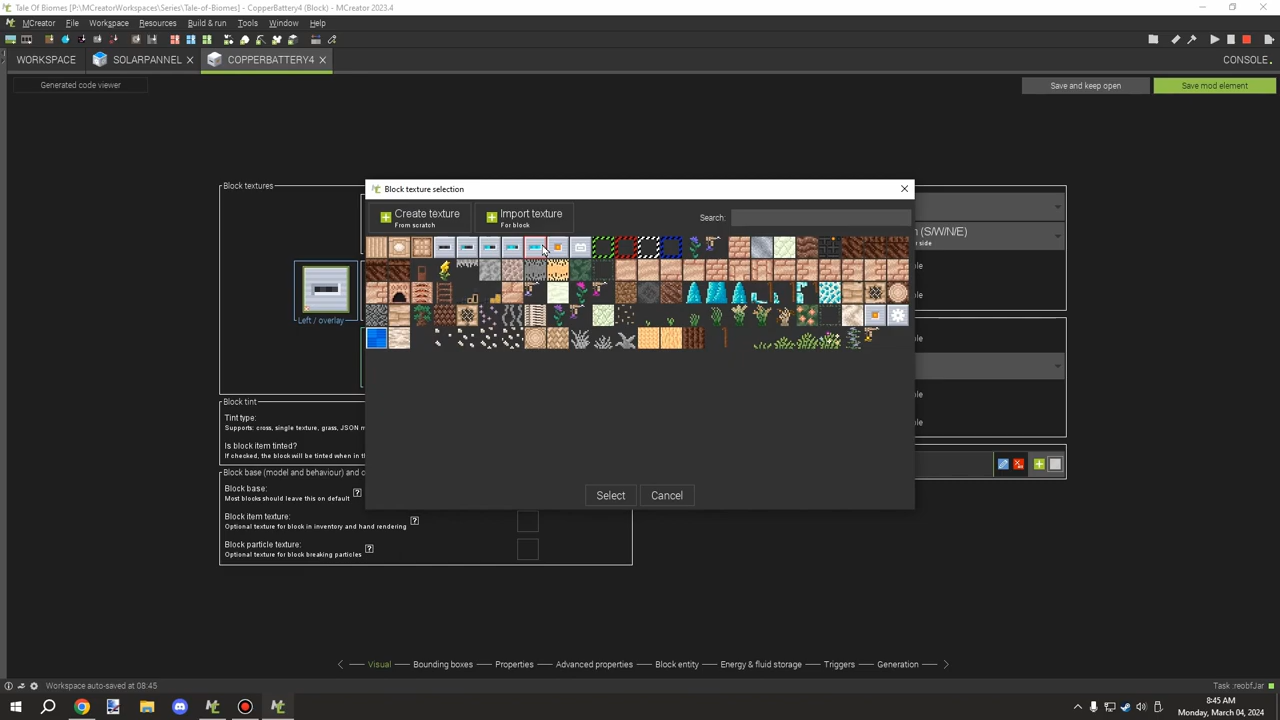 Tale Of Biomes [P:\MCreatorWorkspaces\Series\Tale-of-Biomes] - CopperBattery4 (Block) - MCreator 2023.4
MCreator File Workspace Resources Build & run Tools Window Help
WORKSPACE SOLARPANNEL COPPERBATTERY4 CONSOLE
Generated code viewer
Save and keep open
Save mod element
Block textures
Block texture selection
Create texture
From scratch
Import texture
For block
Search:
n (S/W/N/E)
side
Left / overlay
Block tint
Tint type:
Supports: cross, single texture, grass, JSON m
Is block item tinted?
If checked, the block will be tinted when in th
Block base (model and behaviour) and c
Block base:
Most blocks should leave this on default
Block item texture:
Optional texture for block in inventory and hand rendering
Block particle texture:
Optional texture for block breaking particles
Select
Cancel
Visual Bounding boxes Properties Advanced properties Block entity Energy & fluid storage Triggers Generation
Workspace auto-saved at 08:45
Task :reobfJar
8:45 AM
Monday, March 04, 2024